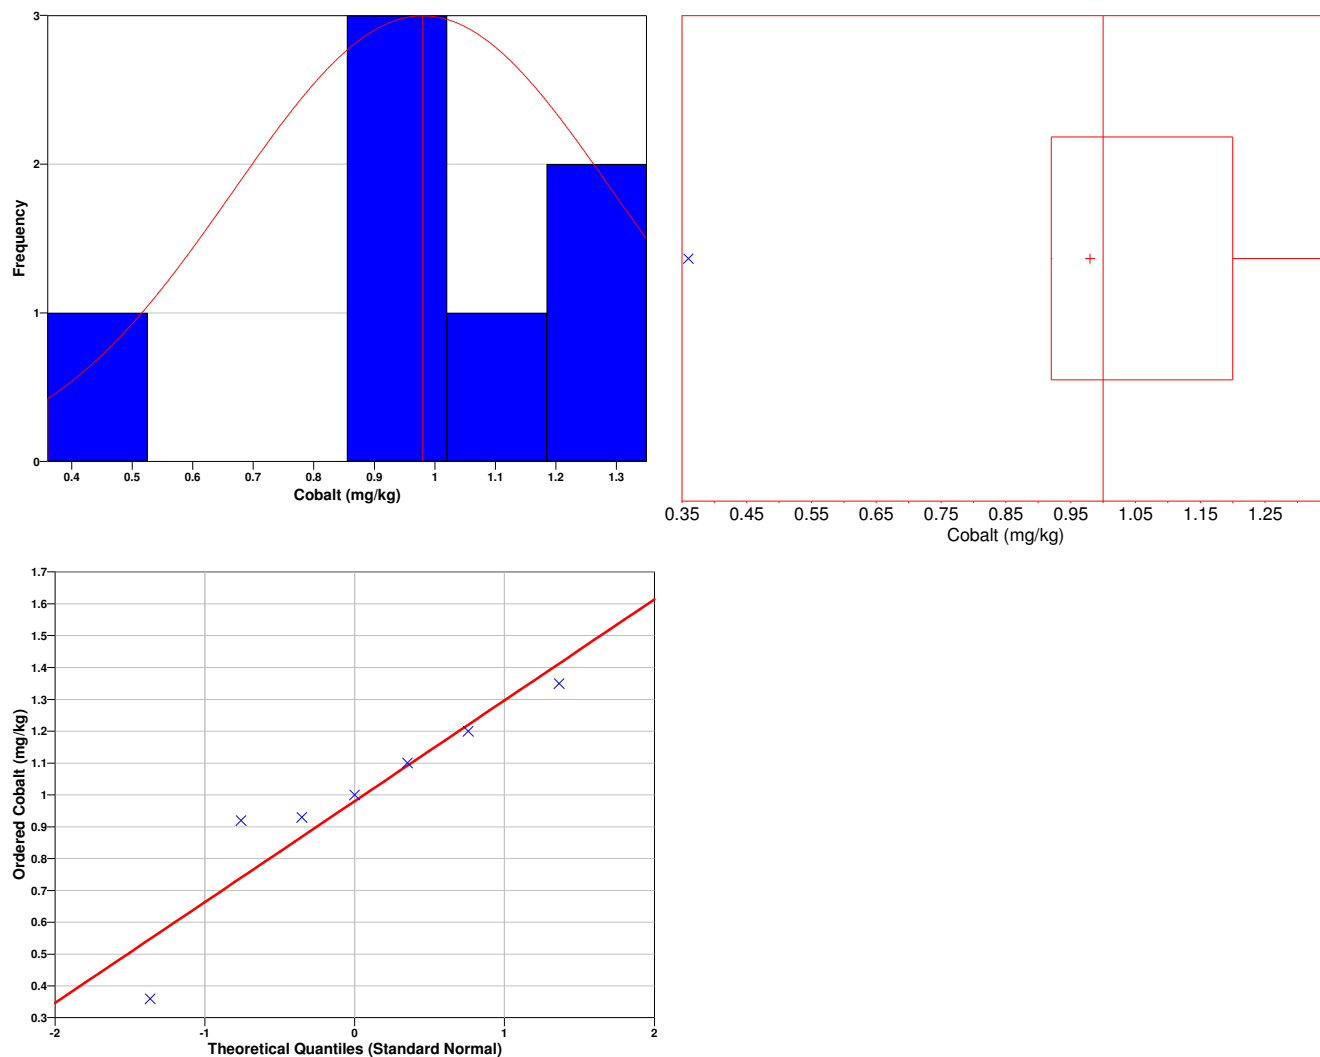 3
2
1
0
Frequency
0.4 0.5 0.6 0.7 0.8 0.9 1 1.1 1.2 1.3
Cobalt (mg/kg)
0.35 0.45 0.55 0.65 0.75 0.85 0.95 1.05 1.15 1.25
Cobalt (mg/kg)
1.7
1.6
1.5
1.4
1.3
1.2
1.1
1
0.9
0.8
0.7
0.6
0.5
0.4
0.3
Ordered Cobalt (mg/kg)
-2 -1 0 1 2
Theoretical Quantiles (Standard Normal)